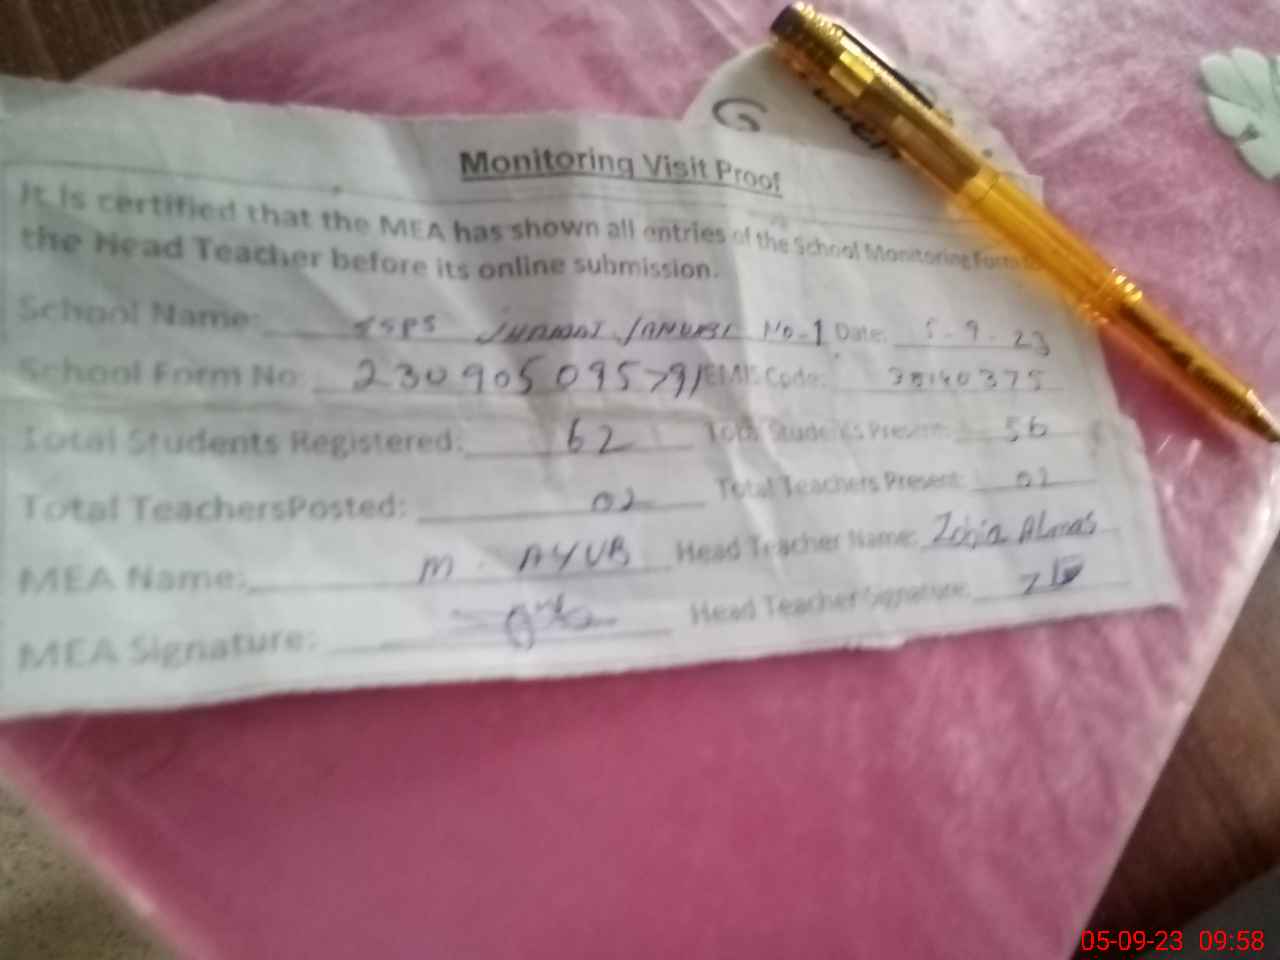 G
Monitoring Visit Proof
It is certified that the MEA has shown all entries of the School Monitoring Form
the Head Teacher before its online submission.
School Name: No-1 Date: 5-9-23
School Form No: EMIS Code:
Total Students Registered: 62 Total Students Present: 56
Total TeachersPosted: 02 Total Teachers Present: 02
MEA Name: M. AYUB Head Teacher Name: Zobia Almas
MEA Signature: Head Teacher Signature:
05-09-23 09:58